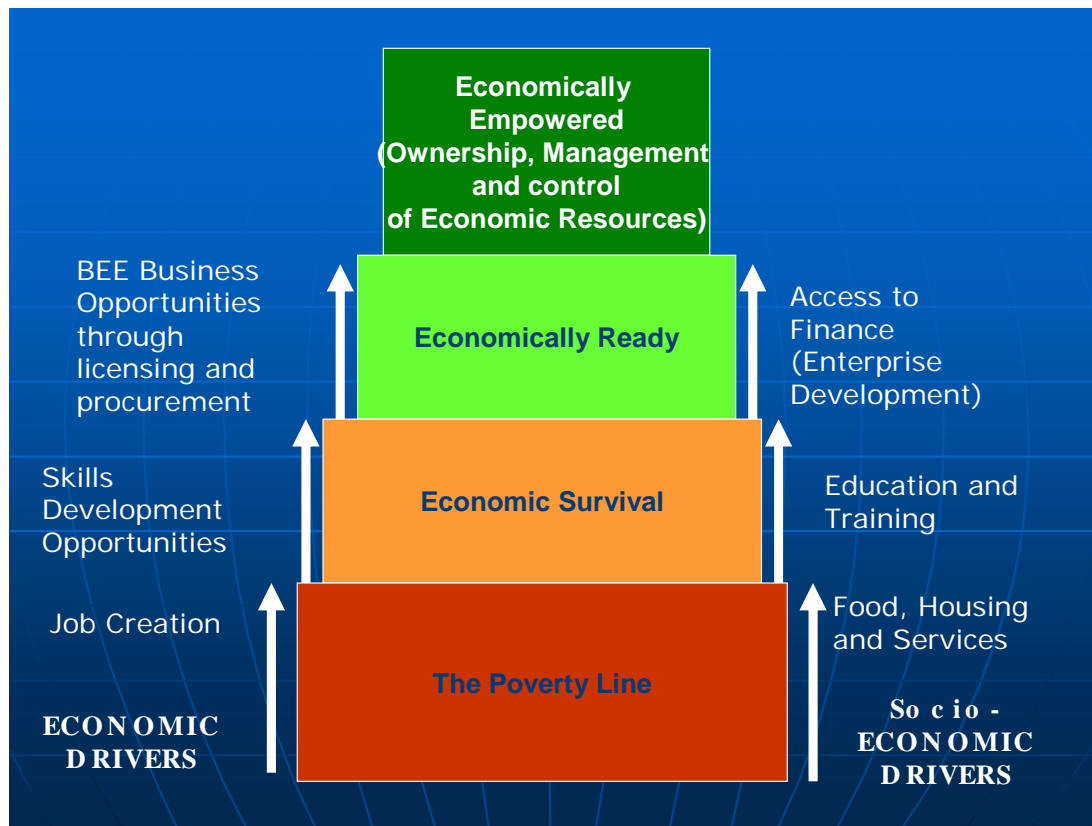 Economically
Empowered
(Ownership, Management
and control
of Economic Resources)
BEE Business
Opportunities
through
licensing and
procurement
Economically Ready
Access to
Finance
(Enterprise
Development)
Skills
Development
Opportunities
Economic Survival
Education and
Training
Job Creation
The Poverty Line
Food, Housing
and Services
ECONOMIC
DRIVERS
Socio-
ECONOMIC
DRIVERS